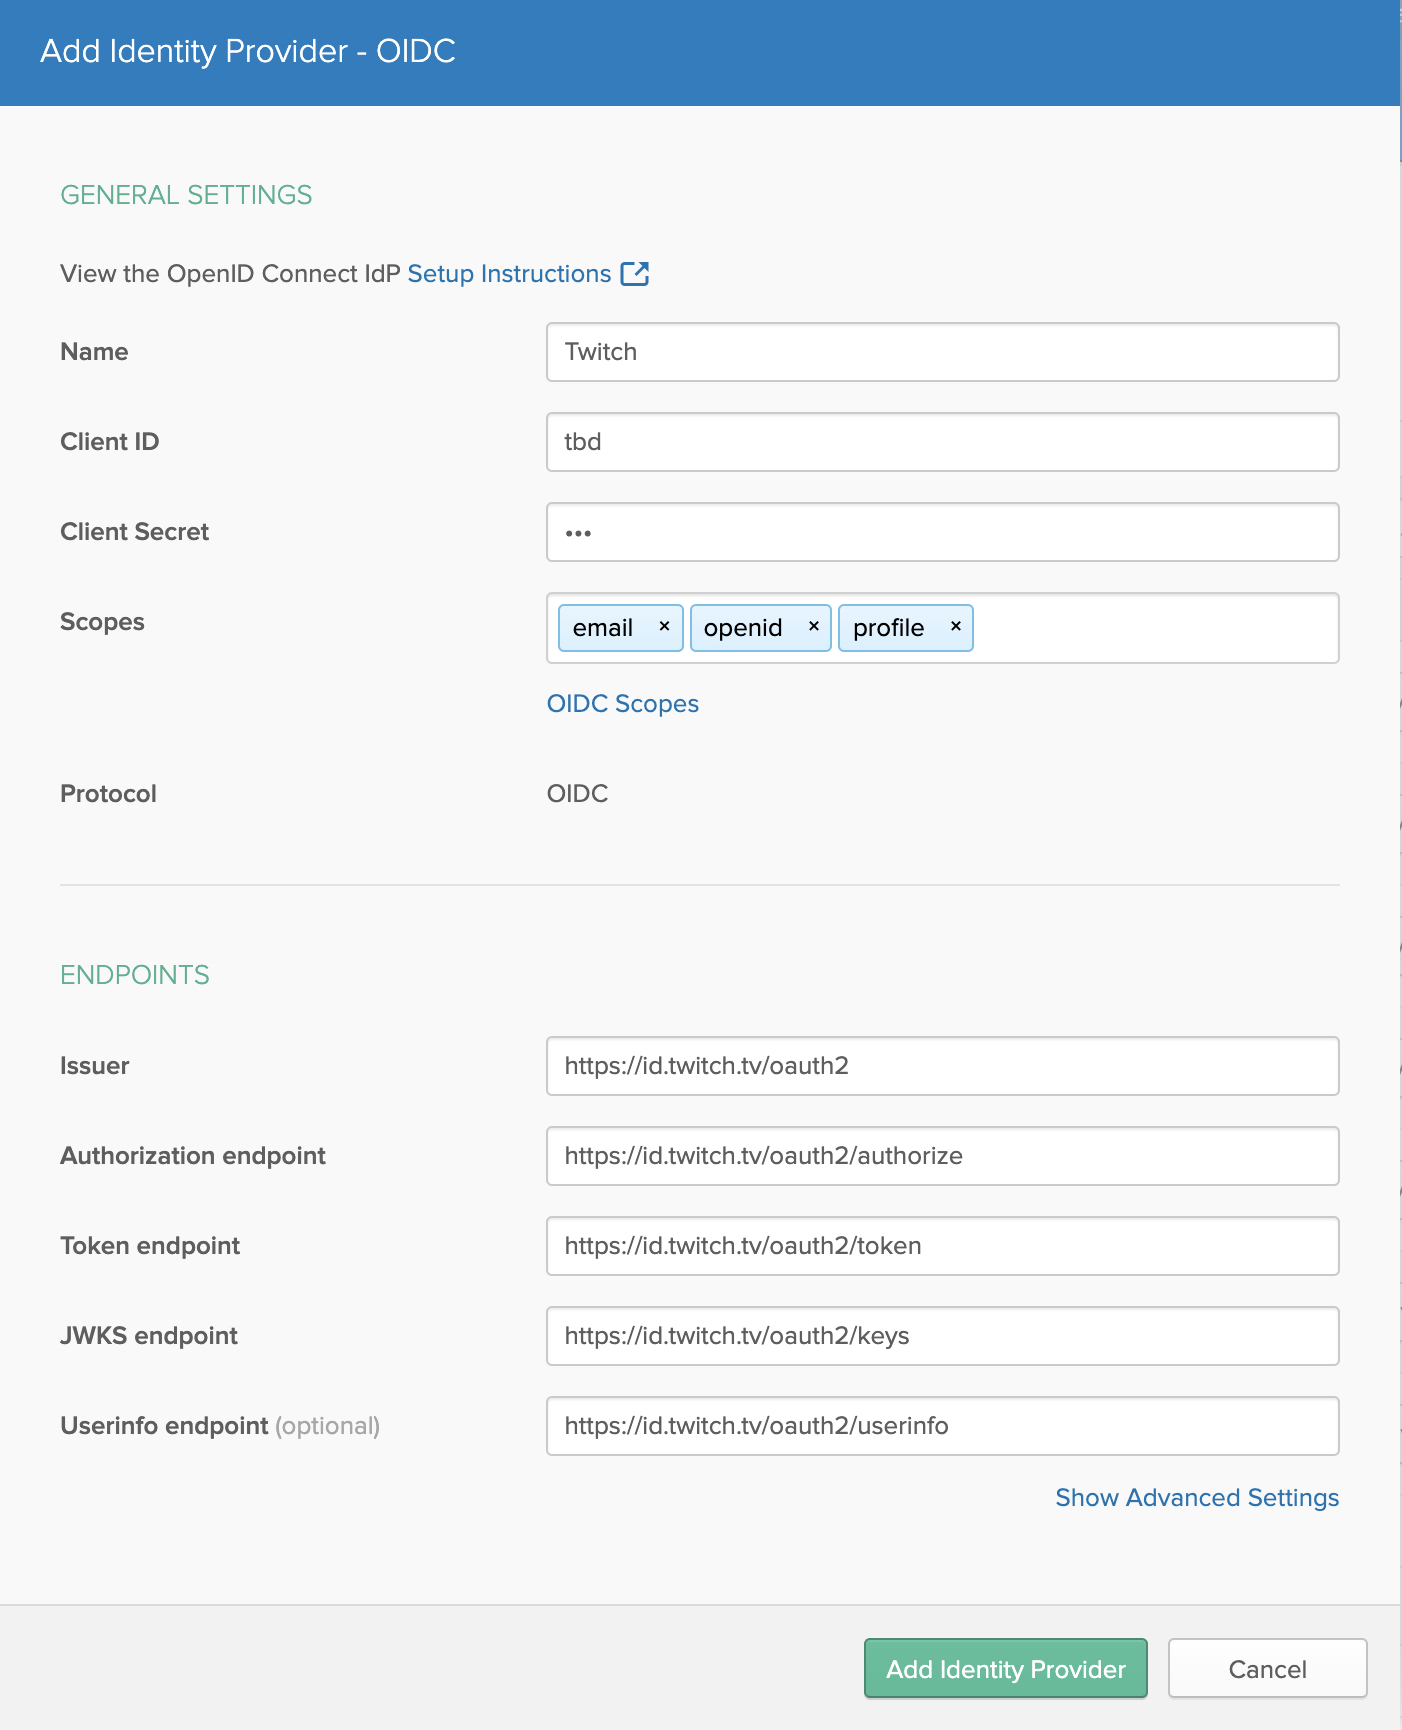 Add Identity Provider - OIDC
GENERAL SETTINGS
View the OpenID Connect IdP Setup Instructions
Name
Twitch
Client ID
tbd
Client Secret
•••
Scopes
email × openid × profile ×
OIDC Scopes
Protocol
OIDC
ENDPOINTS
Issuer
https://id.twitch.tv/oauth2
Authorization endpoint
https://id.twitch.tv/oauth2/authorize
Token endpoint
https://id.twitch.tv/oauth2/token
JWKS endpoint
https://id.twitch.tv/oauth2/keys
Userinfo endpoint (optional)
https://id.twitch.tv/oauth2/userinfo
Show Advanced Settings
Add Identity Provider
Cancel